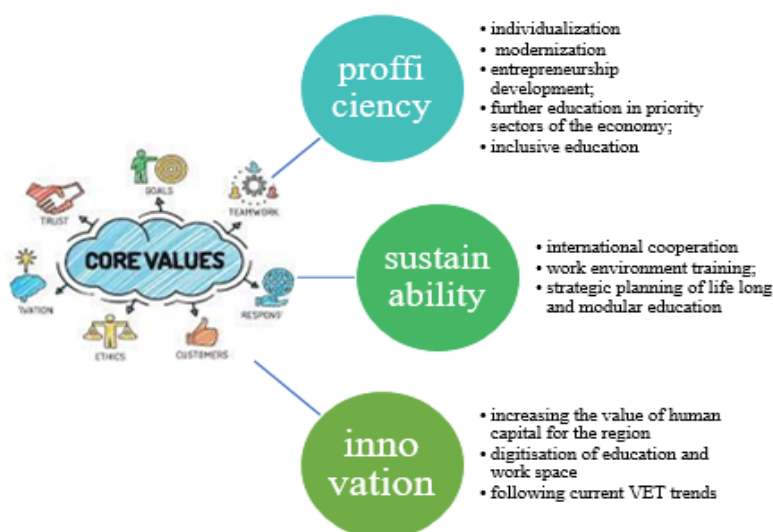 proffi
ciency
• individualization
• modernization
• entrepreneurship
development;
• further education in priority
sectors of the economy;
• inclusive education
GOALS
TRUST
TEAMWORK
CORE VALUES
VATION
RESPONS'
ETHICS
CUSTOMERS
sustain
ability
• international cooperation
• work environment training;
• strategic planning of life long
and modular education
inno
vation
• increasing the value of human
capital for the region
• digitisation of education and
work space
• following current VET trends